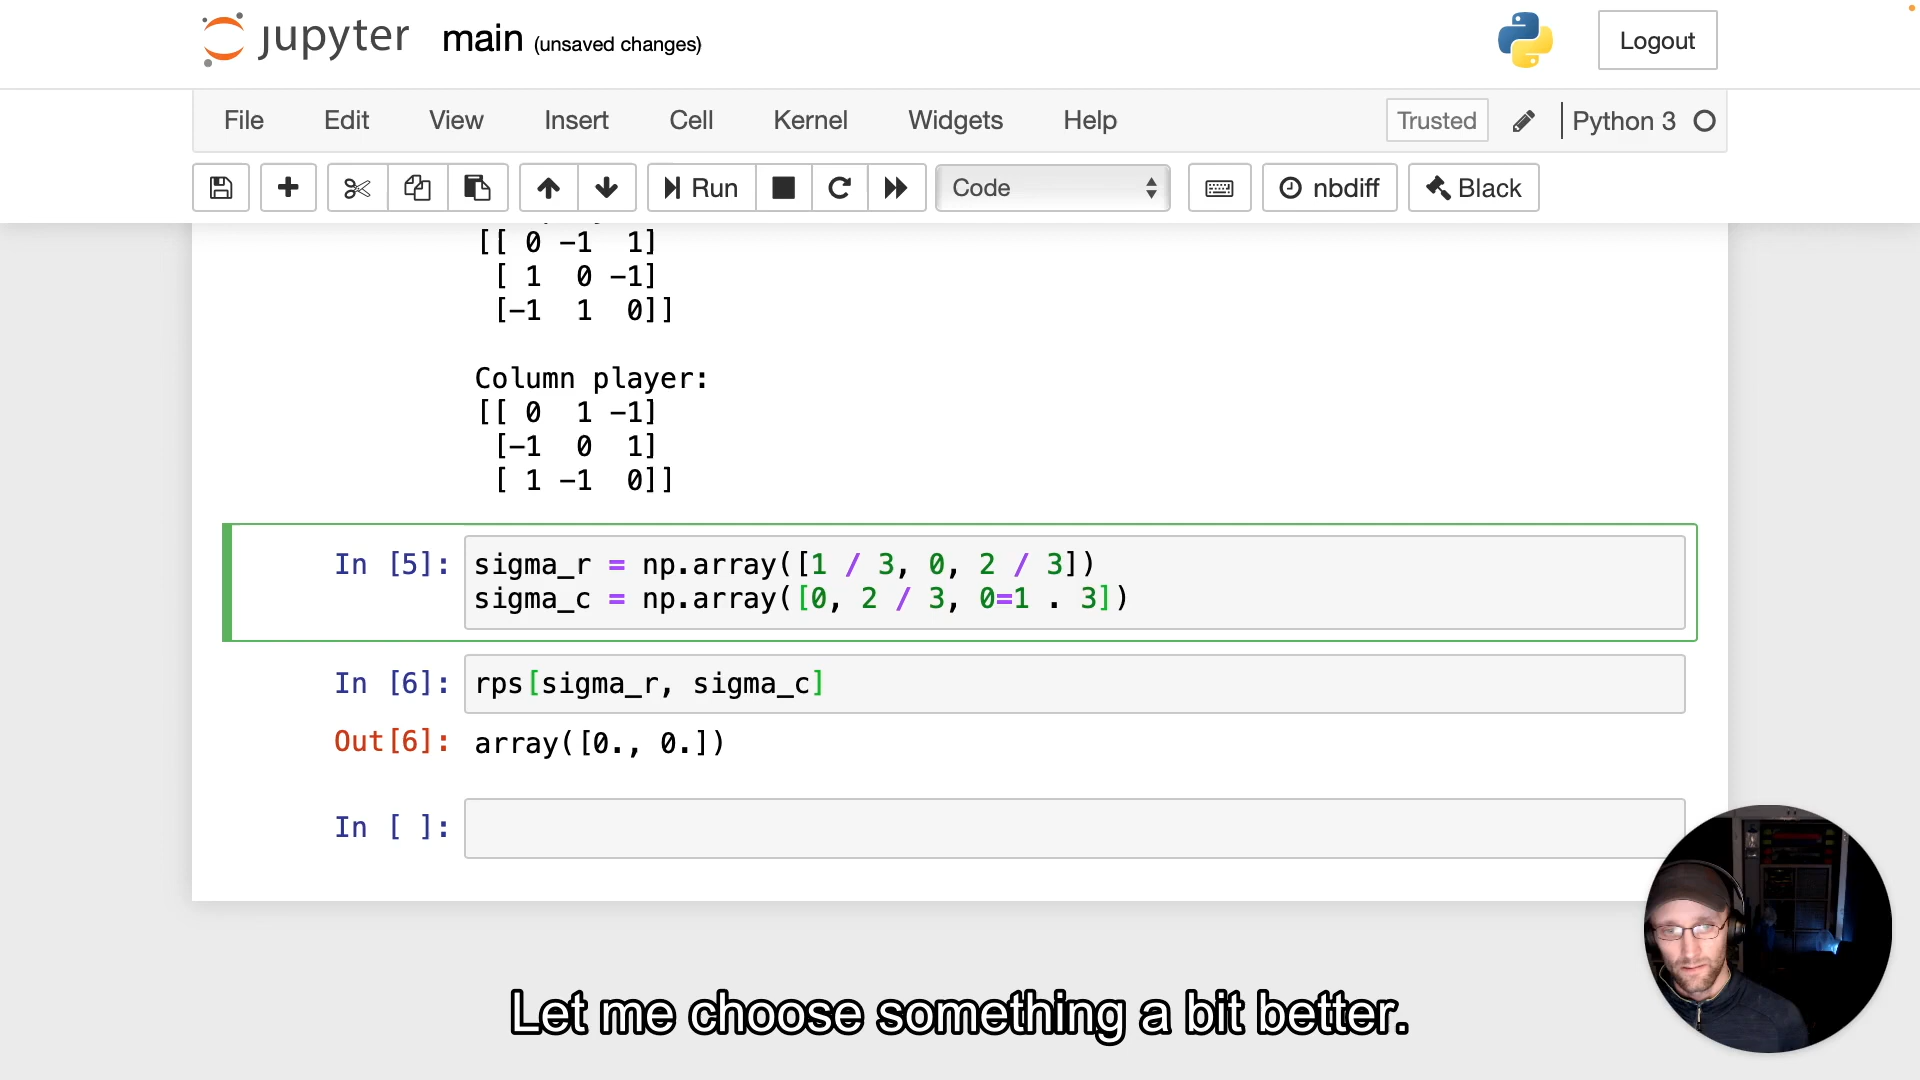 jupyter main (unsaved changes) Logout
File Edit View Insert Cell Kernel Widgets Help Trusted Python 3
Run Code nbdiff Black
[[ 0 -1  1]
 [ 1  0 -1]
 [-1  1  0]]
Column player:
[[ 0  1 -1]
 [-1  0  1]
 [ 1 -1  0]]
In [5]: sigma_r = np.array([1 / 3, 0, 2 / 3])
sigma_c = np.array([0, 2 / 3, 0=1 . 3])
In [6]: rps[sigma_r, sigma_c]
Out[6]: array([0., 0.])
In [ ]:
Let me choose something a bit better.